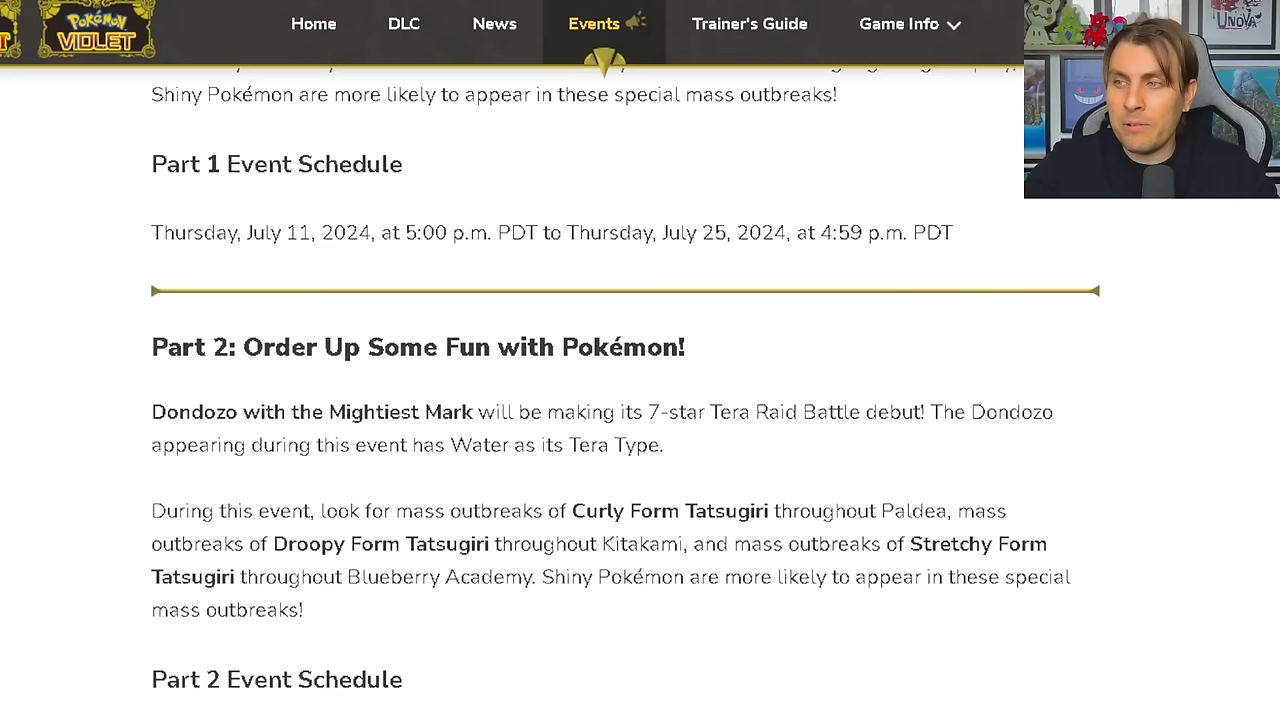 Pokémon
VIOLET
Home
DLC
News
Events
Trainer's Guide
Game Info
UNOVA
Shiny Pokémon are more likely to appear in these special mass outbreaks!
Part 1 Event Schedule
Thursday, July 11, 2024, at 5:00 p.m. PDT to Thursday, July 25, 2024, at 4:59 p.m. PDT
Part 2: Order Up Some Fun with Pokémon!
Dondozo with the Mightiest Mark will be making its 7-star Tera Raid Battle debut! The Dondozo
appearing during this event has Water as its Tera Type.
During this event, look for mass outbreaks of Curly Form Tatsugiri throughout Paldea, mass
outbreaks of Droopy Form Tatsugiri throughout Kitakami, and mass outbreaks of Stretchy Form
Tatsugiri throughout Blueberry Academy. Shiny Pokémon are more likely to appear in these special
mass outbreaks!
Part 2 Event Schedule